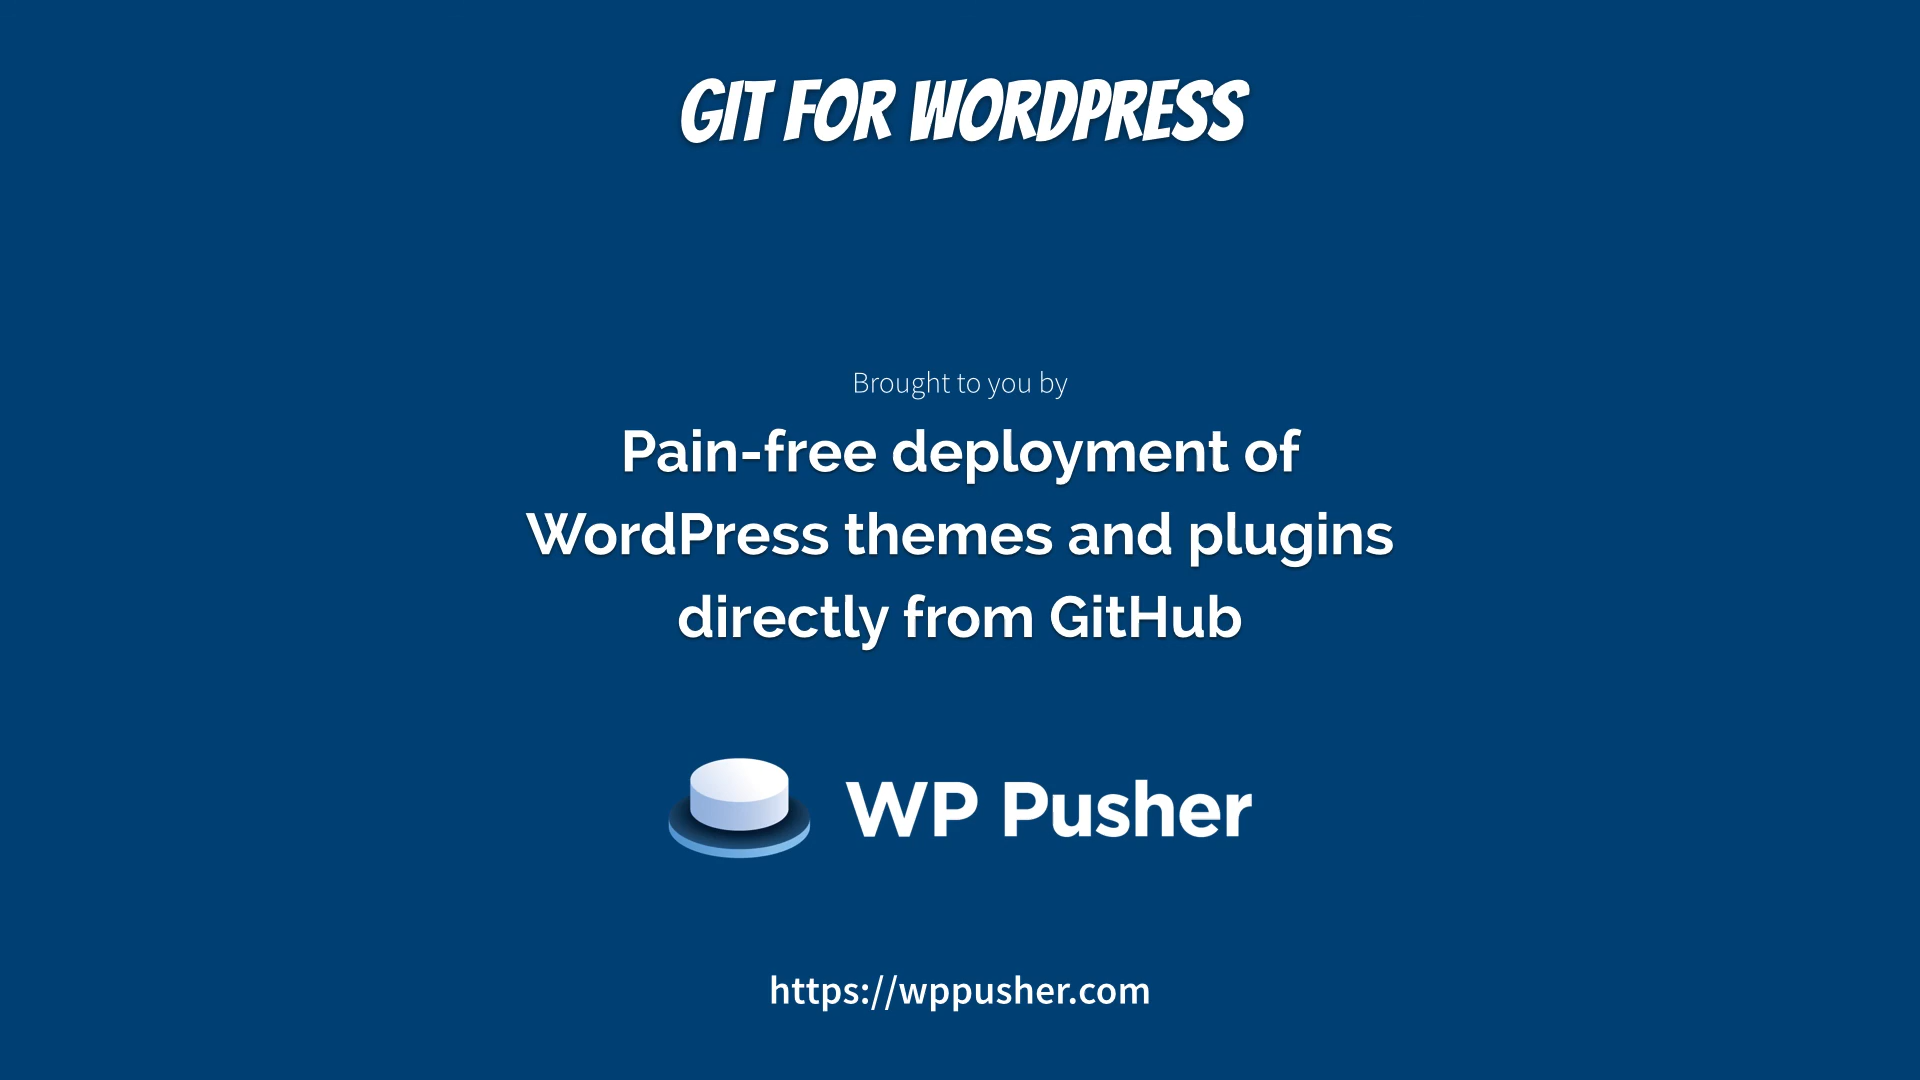 GIT FOR WORDPRESS
Brought to you by
Pain-free deployment of
WordPress themes and plugins
directly from GitHub
WP Pusher
https://wppusher.com